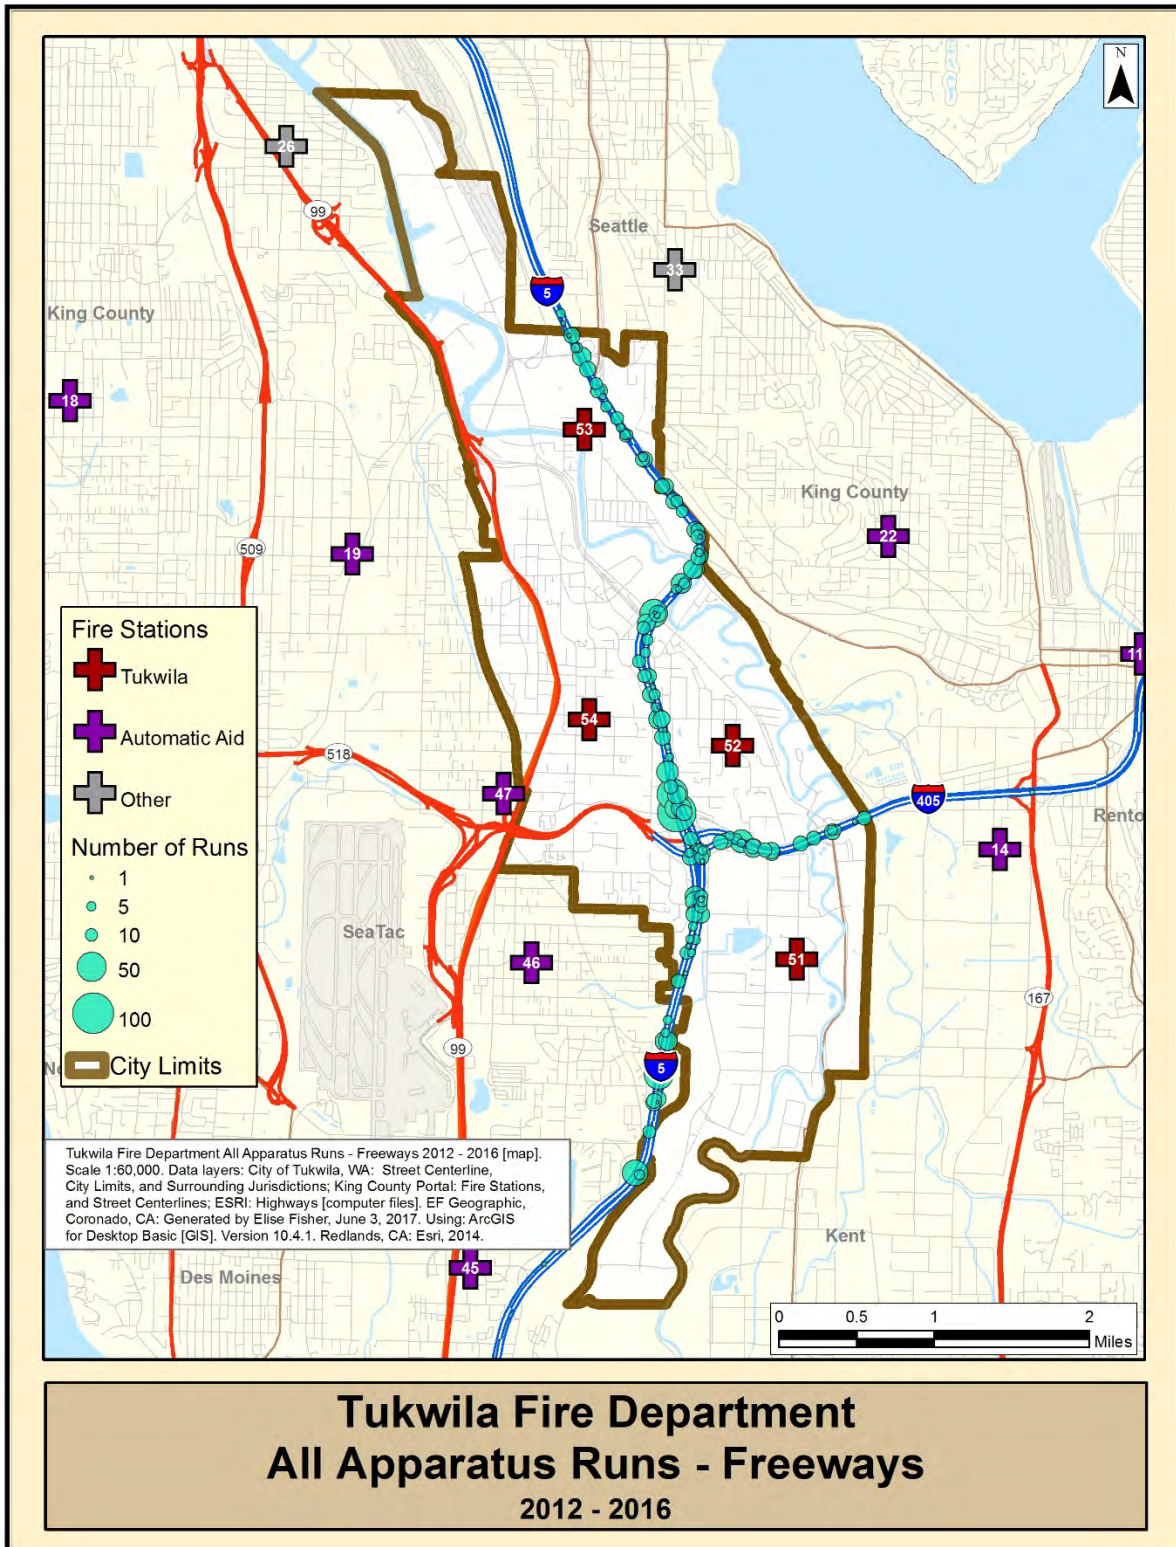 N
26
99
Seattle
33
5
King County
18
53
King County
22
19
509
Fire Stations
Tukwila
Automatic Aid
Other
Number of Runs
1
5
10
50
100
City Limits
11
54
52
518
47
405
Rento
14
SeaTac
46
51
167
99
5
Tukwila Fire Department All Apparatus Runs - Freeways 2012 - 2016 [map].
Scale 1:60,000. Data layers: City of Tukwila, WA: Street Centerline,
City Limits, and Surrounding Jurisdictions; King County Portal: Fire Stations,
and Street Centerlines; ESRI: Highways [computer files]. EF Geographic,
Coronado, CA: Generated by Elise Fisher, June 3, 2017. Using: ArcGIS
for Desktop Basic [GIS]. Version 10.4.1. Redlands, CA: Esri, 2014.
Kent
45
Des Moines
0 0.5 1 2
Miles
Tukwila Fire Department
All Apparatus Runs - Freeways
2012 - 2016